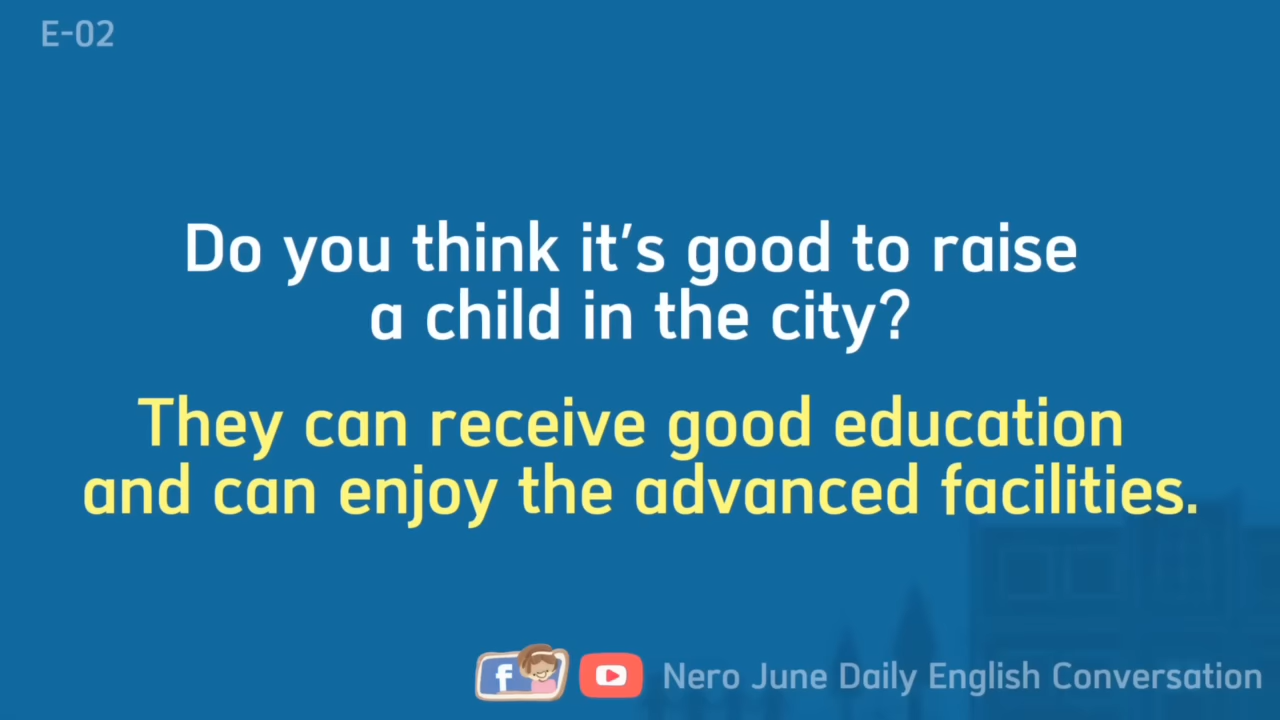 E-02
Do you think it's good to raise
a child in the city?
They can receive good education
and can enjoy the advanced facilities.
f
Nero June Daily English Conversation